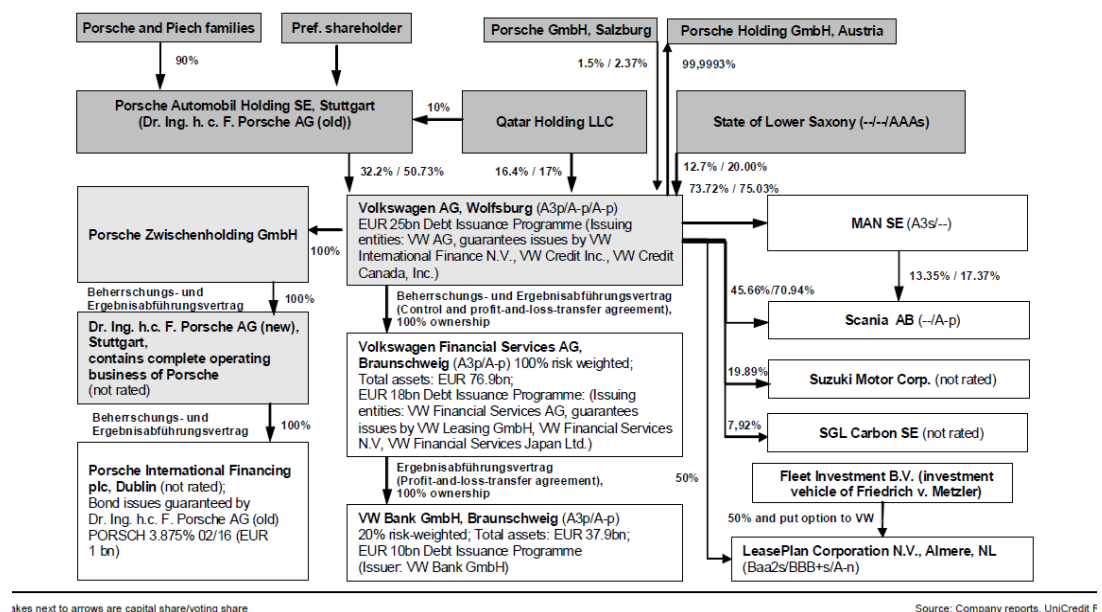 Porsche and Piech families
Pref. shareholder
Porsche GmbH, Salzburg
Porsche Holding GmbH, Austria
90%
1.5% / 2.37%
99,9993%
Porsche Automobil Holding SE, Stuttgart
(Dr. Ing. h. c. F. Porsche AG (old))
10%
Qatar Holding LLC
State of Lower Saxony (--/--/AAAs)
32.2% / 50.73%
16.4% / 17%
12.7% / 20.00%
73.72% / 75.03%
Porsche Zwischenholding GmbH
100%
Volkswagen AG, Wolfsburg (A3p/A-p/A-p)
EUR 25bn Debt Issuance Programme (Issuing
entities: VW AG, guarantees issues by VW
International Finance N.V., VW Credit Inc., VW Credit
Canada, Inc.)
MAN SE (A3s/--)
13.35% / 17.37%
45.66%/70.94%
Scania AB (--/A-p)
Beherrschungs- und
Ergebnisabführungsvertrag
100%
Beherrschungs- und Ergebnisabführungsvertrag
(Control and profit-and-loss-transfer agreement),
100% ownership
Dr. Ing. h.c. F. Porsche AG (new),
Stuttgart,
contains complete operating
business of Porsche
(not rated)
Volkswagen Financial Services AG,
Braunschweig (A3p/A-p) 100% risk weighted;
Total assets: EUR 76.9bn;
EUR 18bn Debt Issuance Programme: (Issuing
entities: VW Financial Services AG, guarantees
issues by VW Leasing GmbH, VW Financial Services
N.V, VW Financial Services Japan Ltd.)
19.89%
Suzuki Motor Corp. (not rated)
7,92%
SGL Carbon SE (not rated)
Beherrschungs- und
Ergebnisabführungsvertrag
100%
Ergebnisabführungsvertrag
(Profit-and-loss-transfer agreement),
100% ownership
50%
Fleet Investment B.V. (investment
vehicle of Friedrich v. Metzler)
50% and put option to VW
Porsche International Financing
plc, Dublin (not rated);
Bond issues guaranteed by
Dr. Ing. h.c. F. Porsche AG (old)
PORSCH 3.875% 02/16 (EUR
1 bn)
VW Bank GmbH, Braunschweig (A3p/A-p)
20% risk-weighted; Total assets: EUR 37.9bn;
EUR 10bn Debt Issuance Programme
(Issuer: VW Bank GmbH)
LeasePlan Corporation N.V., Almere, NL
(Baa2s/BBB+s/A-n)
akes next to arrows are capital share/voting share
Source: Company reports, UniCredit R